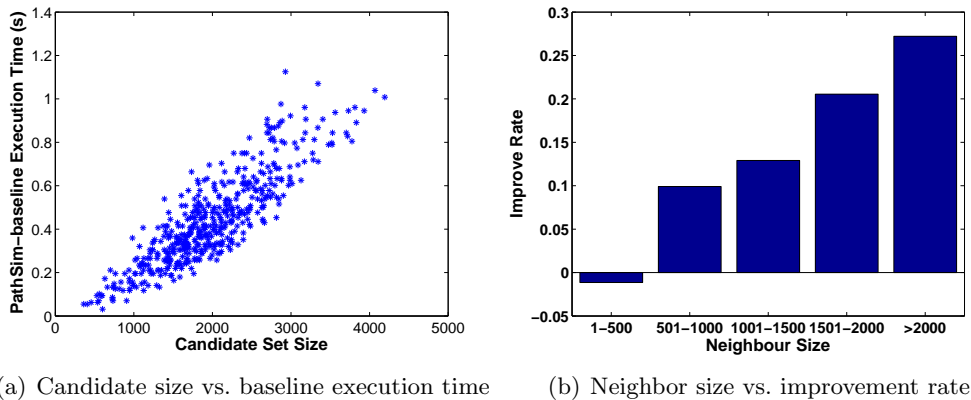 1.4
1.2
1
0.8
0.6
0.4
0.2
0
PathSim−baseline Execution Time (s)
0 1000 2000 3000 4000 5000
Candidate Set Size
0.3
0.25
0.2
0.15
0.1
0.05
0
−0.05
Improve Rate
1−500 501−1000 1001−1500 1501−2000 >2000
Neighbour Size
(a) Candidate size vs. baseline execution time
(b) Neighbor size vs. improvement rate